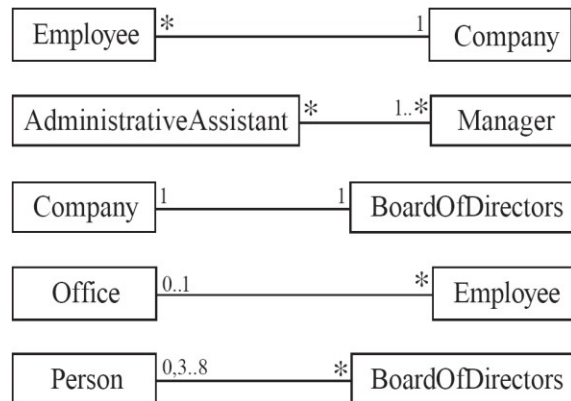 Employee * 1 Company
AdministrativeAssistant * 1..* Manager
Company 1 1 BoardOfDirectors
Office 0..1 * Employee
Person 0,3..8 * BoardOfDirectors